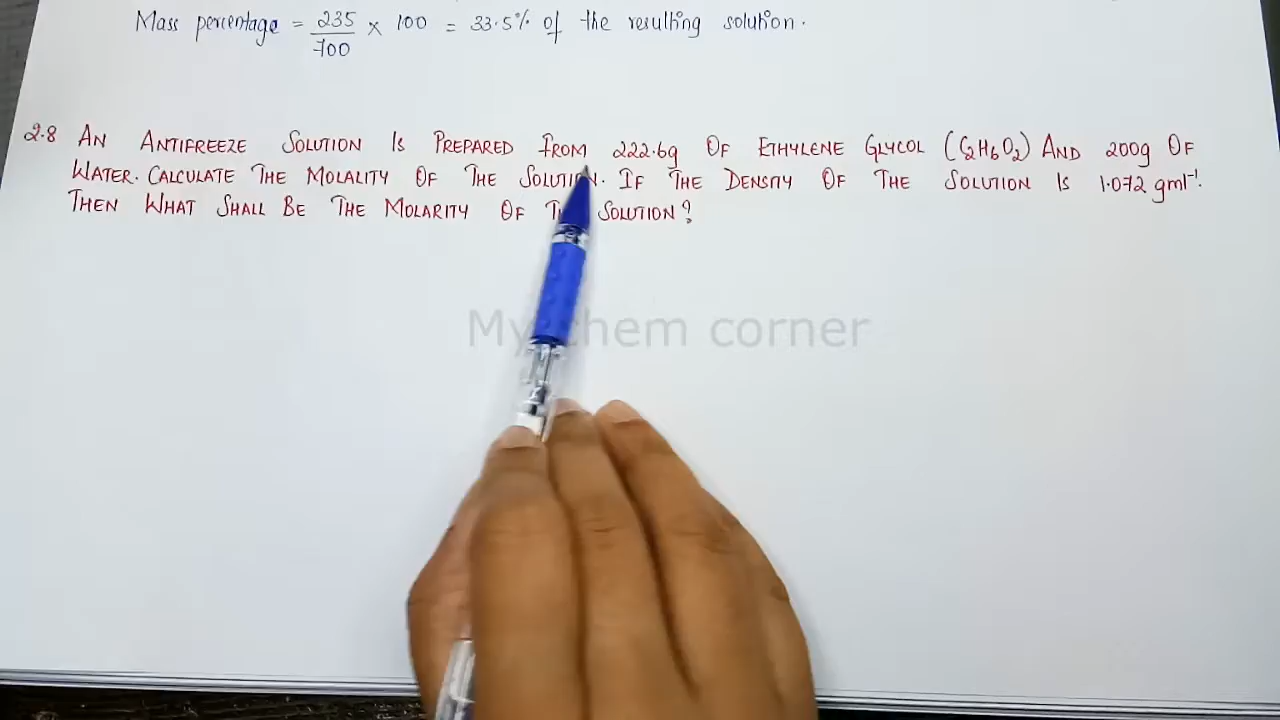 Mass percentage = 235/700 × 100 = 33.5% of the resulting solution.
2.8 AN ANTIFREEZE SOLUTION IS PREPARED FROM 222.6g OF ETHYLENE GLYCOL (C2H6O2) AND 200g OF
WATER. CALCULATE THE MOLALITY OF THE SOLUTION. IF THE DENSITY OF THE SOLUTION IS 1.072 gml-1.
THEN WHAT SHALL BE THE MOLARITY OF SOLUTION?
My chem corner